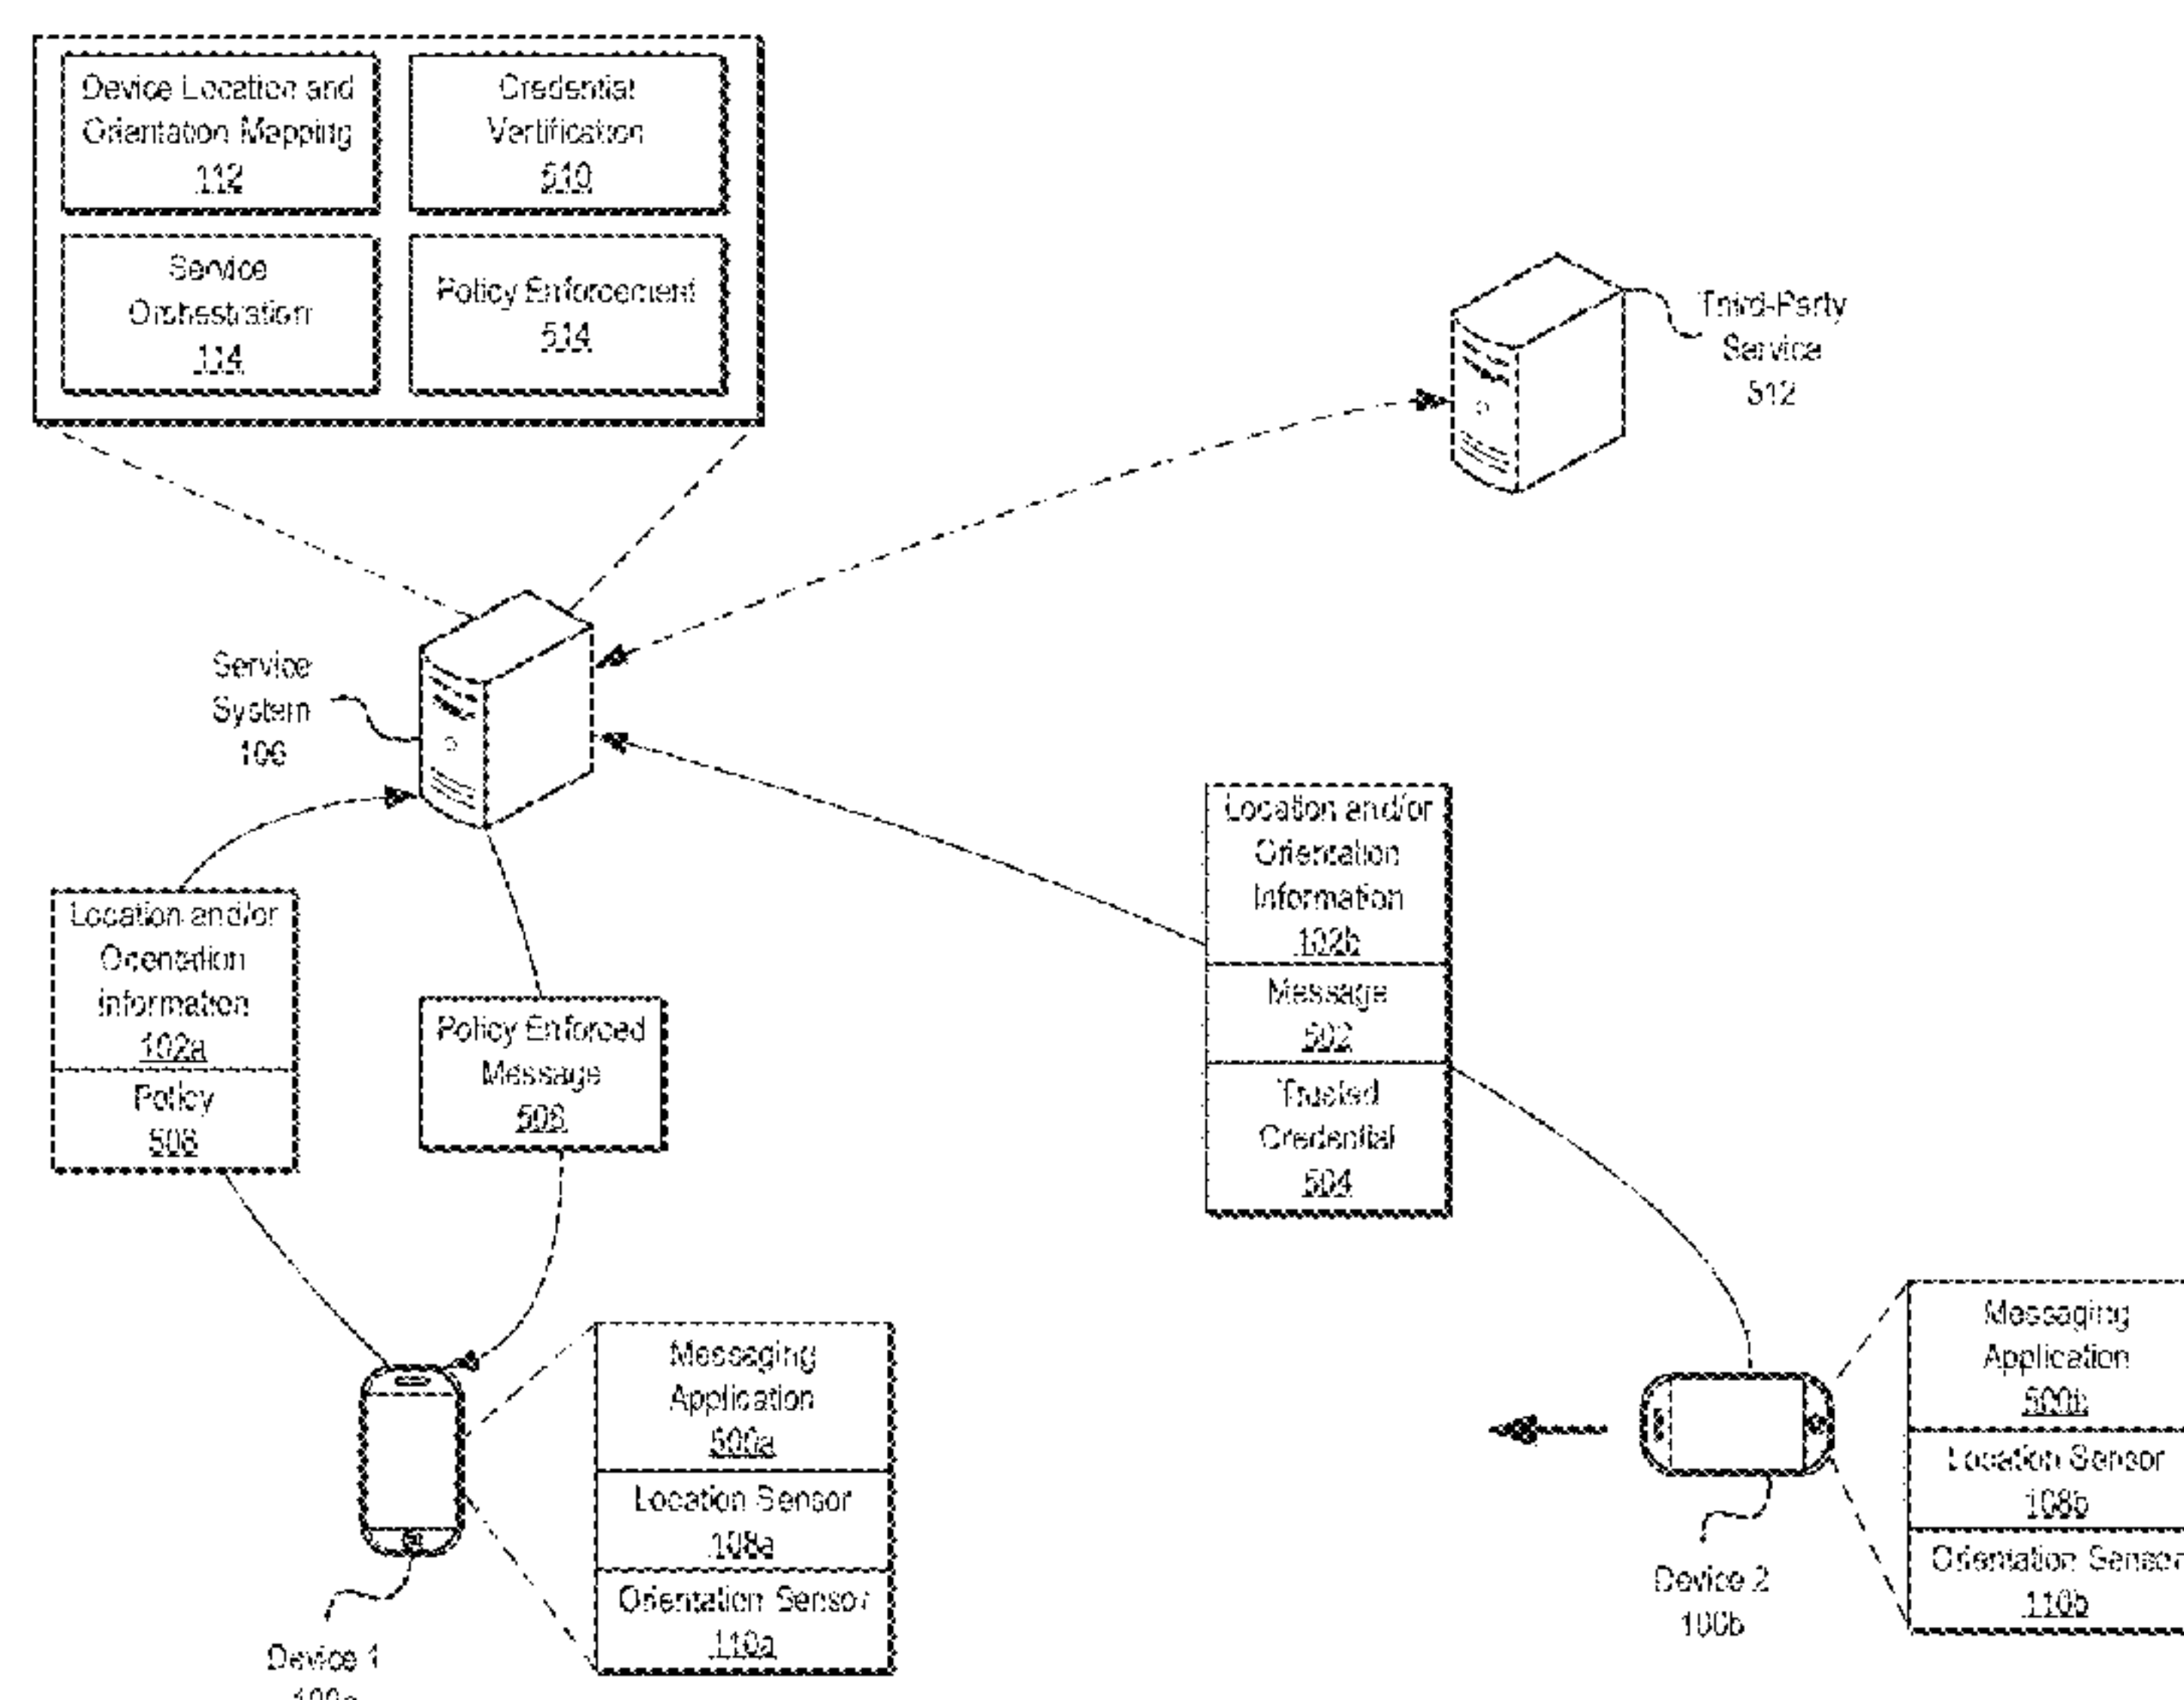 Device Location and
Orientation Mapping
112
Credential
Vertification
510
Service
Orchestration
114
Policy Enforcement
514
Third-Party
Service
512
Service
System
106
Location and/or
Orientation
Information
102a
Policy
Policy Enforced
Message
Location and/or
Orientation
Information
102b
Message
502
Trusted
Credential
504
Messaging
Application
500a
Location Sensor
108a
Orientation Sensor
110a
Device 1
Messaging
Application
500b
Location Sensor
108b
Orientation Sensor
110b
Device 2
100b